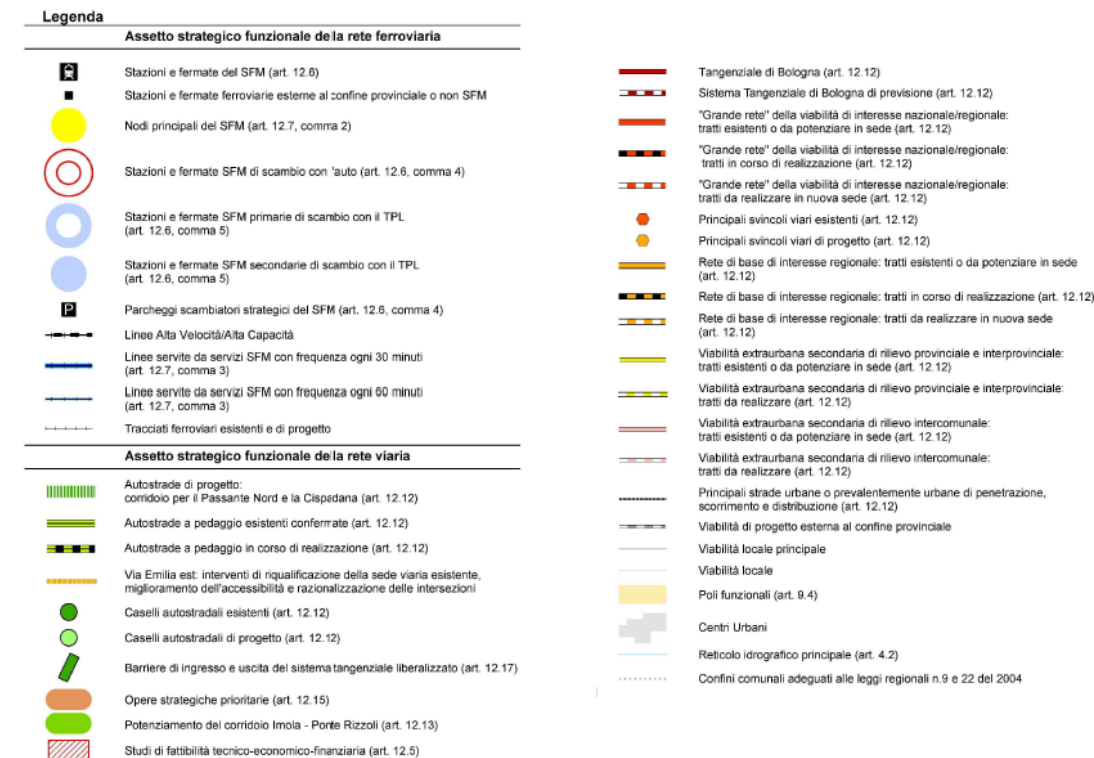 Legenda
Assetto strategico funzionale della rete ferroviaria
Stazioni e fermate del SFM (art. 12.6)
Stazioni e fermate ferroviarie esterne al confine provinciale o non SFM
Nodi principali del SFM (art. 12.7, comma 2)
Stazioni e fermate SFM di scambio con 'auto (art. 12.6, comma 4)
Stazioni e fermate SFM primarie di scambio con il TPL
(art. 12.6, comma 5)
Stazioni e fermate SFM secondarie di scambio con il TPL
(art. 12.6, comma 5)
P
Parcheggi scambiatori strategici del SFM (art. 12.6, comma 4)
Linee Alta Velocità/Alta Capacità
Linee servite da servizi SFM con frequenza ogni 30 minuti
(art. 12.7, comma 3)
Linee servite da servizi SFM con frequenza ogni 60 minuti
(art. 12.7, comma 3)
Tracciati ferroviari esistenti e di progetto
Assetto strategico funzionale della rete viaria
Autostrade di progetto:
corridoio per il Passante Nord e la Cispadana (art. 12.12)
Autostrade a pedaggio esistenti confermate (art. 12.12)
Autostrade a pedaggio in corso di realizzazione (art. 12.12)
Via Emilia est: interventi di riqualificazione della sede viaria esistente,
miglioramento dell'accessibilità e razionalizzazione delle intersezioni
Caselli autostradali esistenti (art. 12.12)
Caselli autostradali di progetto (art. 12.12)
Barriere di ingresso e uscita del sistema tangenziale liberalizzato (art. 12.17)
Opere strategiche prioritarie (art. 12.15)
Potenziamento del corridoio Imola - Ponte Rizzoli (art. 12.13)
Studi di fattibilità tecnico-economico-finanziaria (art. 12.5)
Tangenziale di Bologna (art. 12.12)
Sistema Tangenziale di Bologna di previsione (art. 12.12)
"Grande rete" della viabilità di interesse nazionale/regionale:
tratti esistenti o da potenziare in sede (art. 12.12)
"Grande rete" della viabilità di interesse nazionale/regionale:
tratti in corso di realizzazione (art. 12.12)
"Grande rete" della viabilità di interesse nazionale/regionale:
tratti da realizzare in nuova sede (art. 12.12)
Principali svincoli viari esistenti (art. 12.12)
Principali svincoli viari di progetto (art. 12.12)
Rete di base di interesse regionale: tratti esistenti o da potenziare in sede
(art. 12.12)
Rete di base di interesse regionale: tratti in corso di realizzazione (art. 12.12)
Rete di base di interesse regionale: tratti da realizzare in nuova sede
(art. 12.12)
Viabilità extraurbana secondaria di rilievo provinciale e interprovinciale:
tratti esistenti o da potenziare in sede (art. 12.12)
Viabilità extraurbana secondaria di rilievo provinciale e interprovinciale:
tratti da realizzare (art. 12.12)
Viabilità extraurbana secondaria di rilievo intercomunale:
tratti esistenti o da potenziare in sede (art. 12.12)
Viabilità extraurbana secondaria di rilievo intercomunale:
tratti da realizzare (art. 12.12)
Principali strade urbane o prevalentemente urbane di penetrazione,
scorrimento e distribuzione (art. 12.12)
Viabilità di progetto esterna al confine provinciale
Viabilità locale principale
Viabilità locale
Poli funzionali (art. 9.4)
Centri Urbani
Reticolo idrografico principale (art. 4.2)
Confini comunali adeguati alle leggi regionali n.9 e 22 del 2004